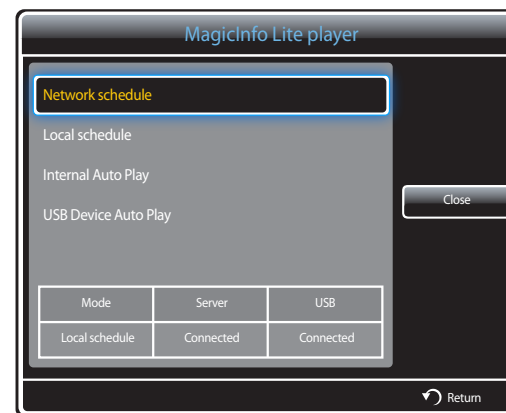 MagicInfo Lite player
Network schedule
Local schedule
Internal Auto Play
USB Device Auto Play
Close
Mode Server USB
Local schedule Connected Connected
Return